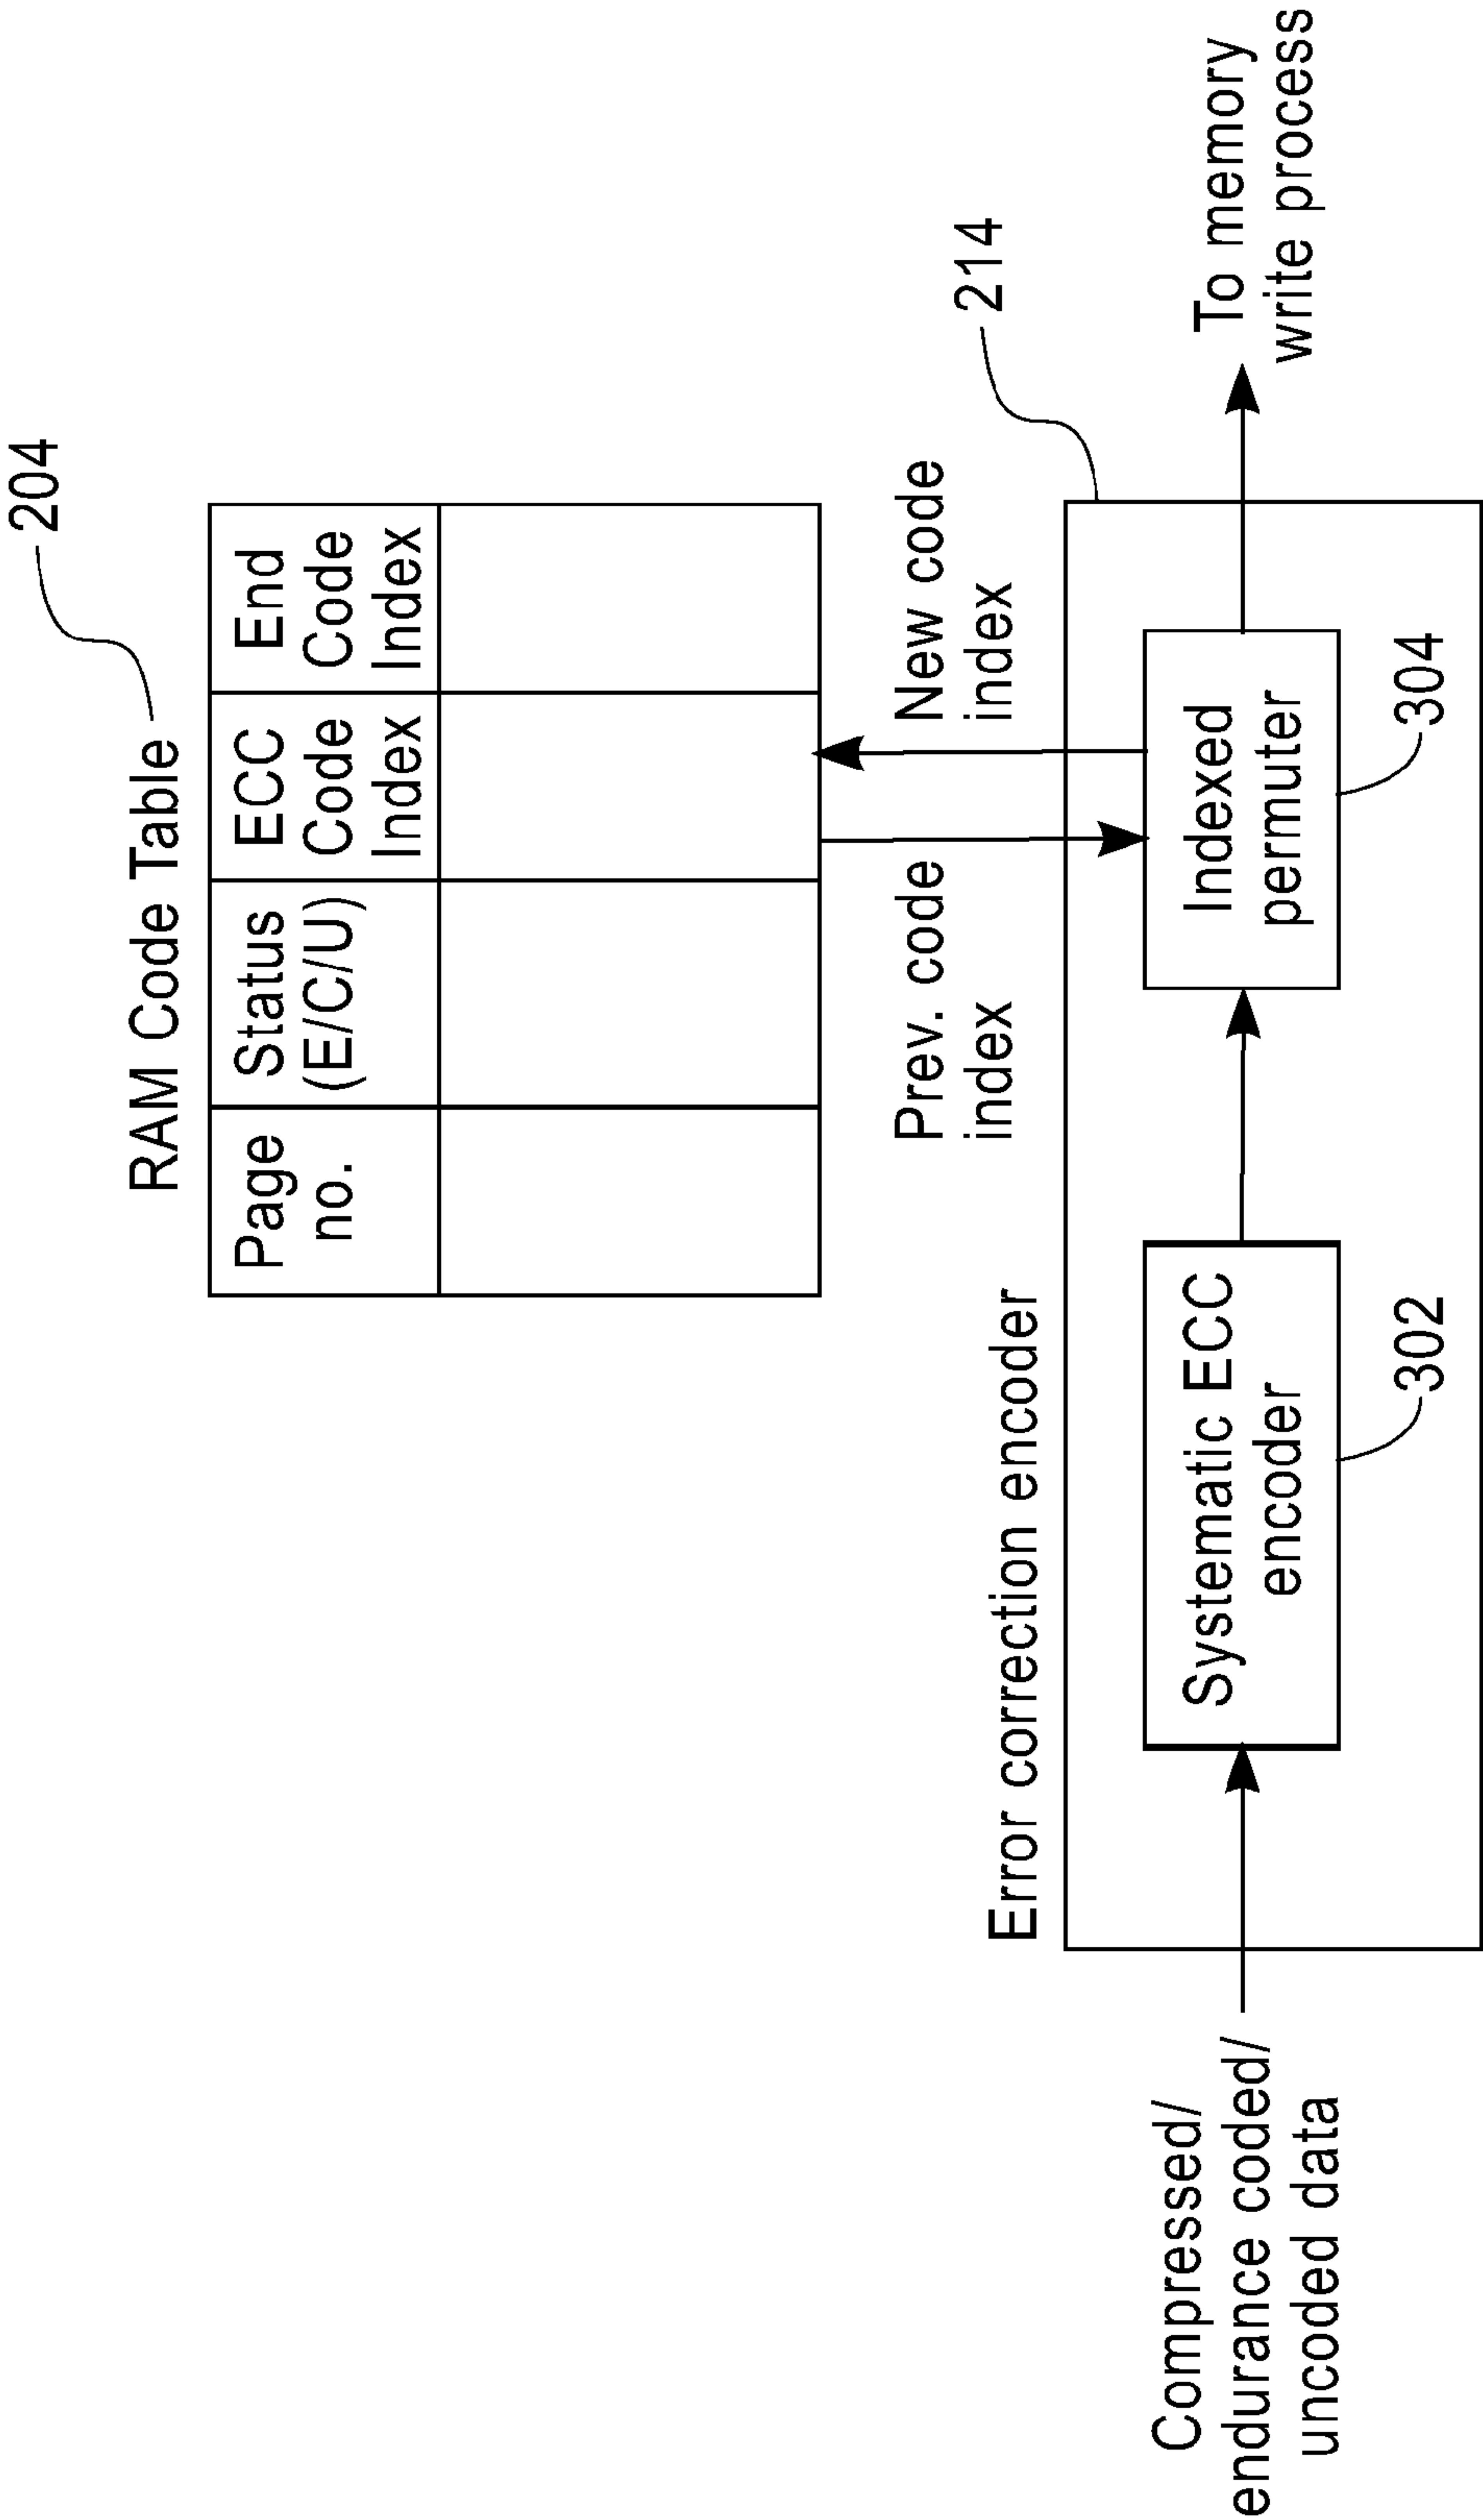 204
RAM Code Table
Page
no.
Status
(E/C/U)
ECC
Code
Index
End
Code
Index
Prev. code
index
New code
index
214
Error correction encoder
Compressed/
endurance coded/
uncoded data
Systematic ECC
encoder
302
Indexed
permuter
304
To memory
write process